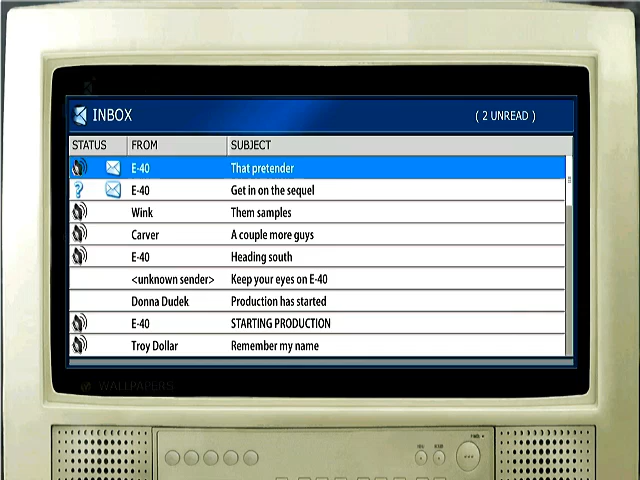 INBOX ( 2 UNREAD )
STATUS FROM SUBJECT
E-40 That pretender
? E-40 Get in on the sequel
Wink Them samples
Carver A couple more guys
E-40 Heading south
<unknown sender> Keep your eyes on E-40
Donna Dudek Production has started
E-40 STARTING PRODUCTION
Troy Dollar Remember my name
WALLPAPERS